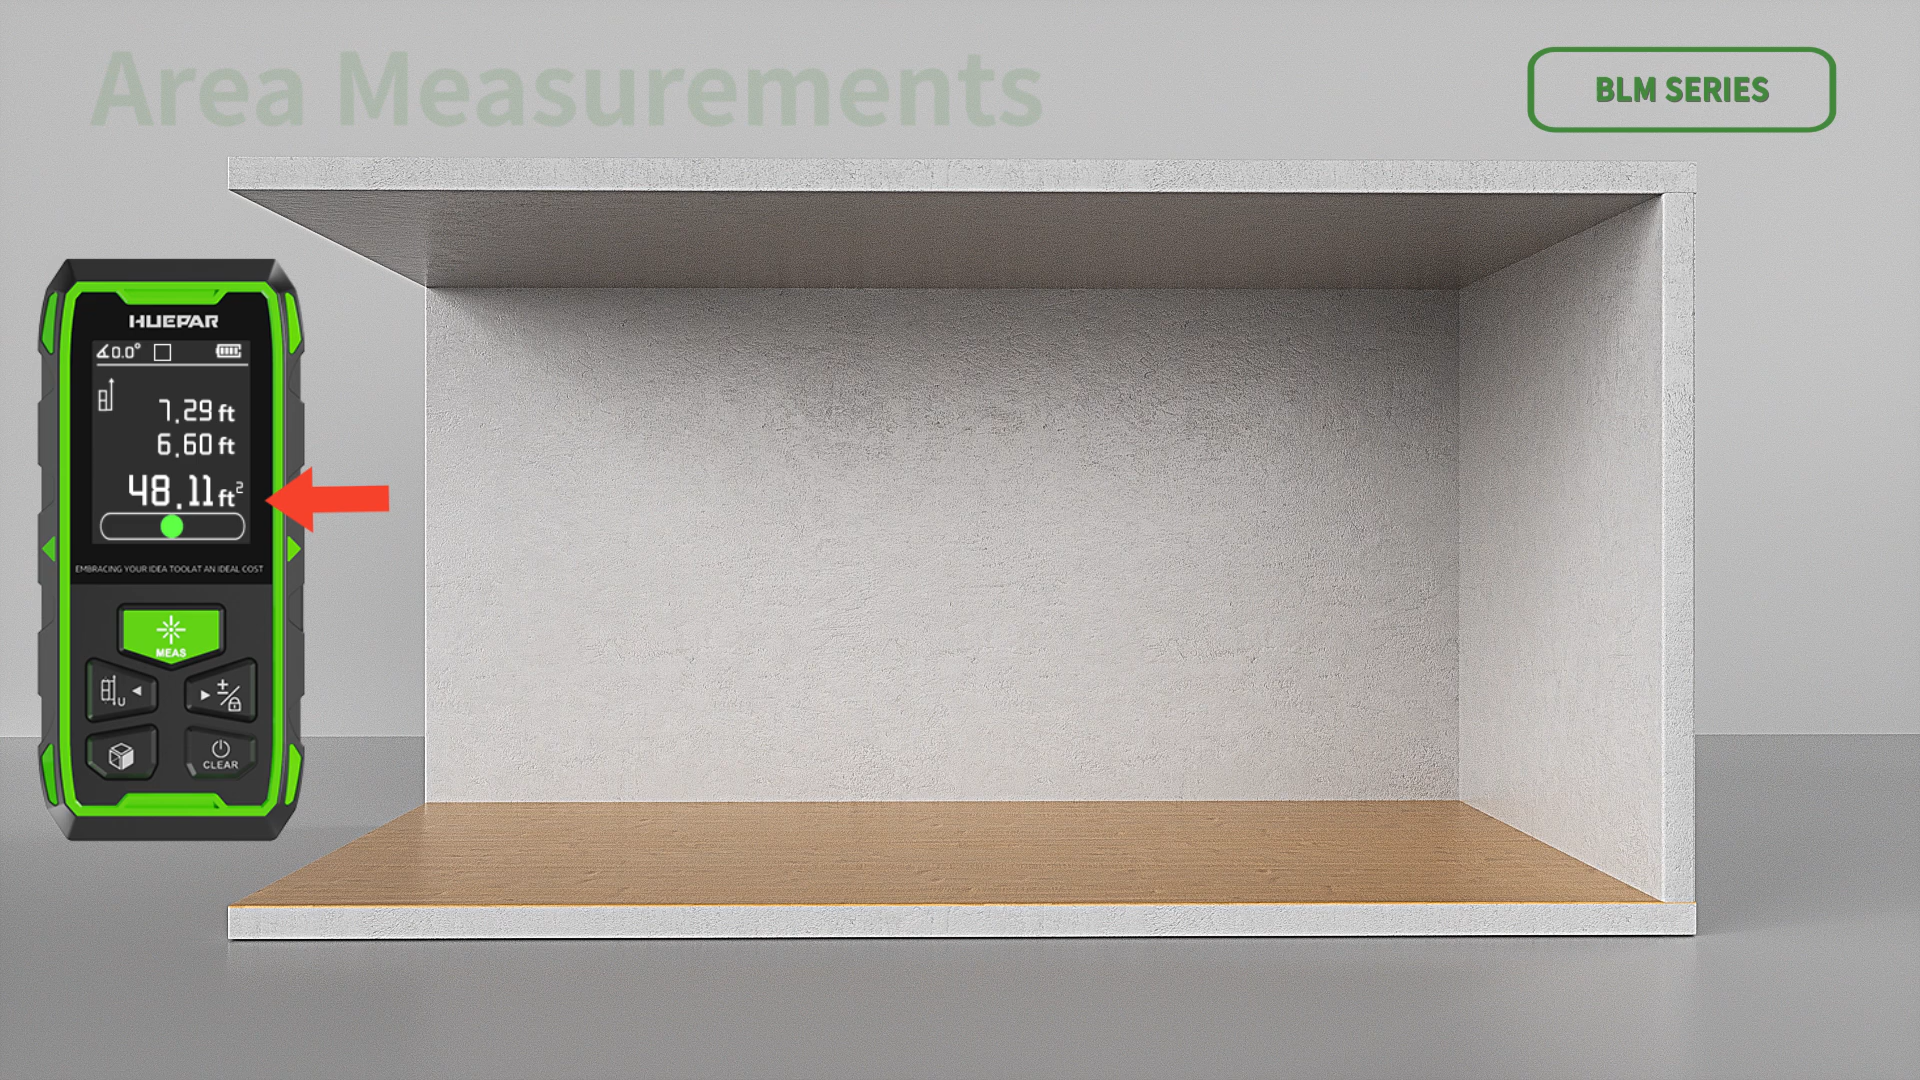 Area Measurements
BLM SERIES
HUEPAR
0.0°
7.29 ft
6.60 ft
48.11 ft²
EMBRACING YOUR IDEA TOOLAT AN IDEAL COST
MEAS
U
CLEAR